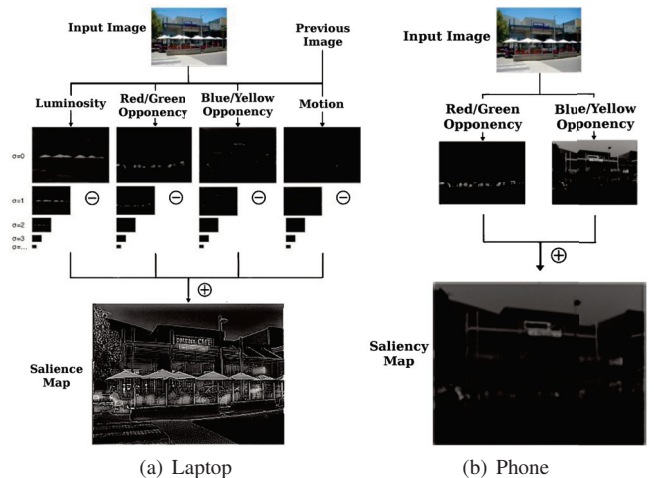 Input Image
Previous
Image
Luminosity
Red/Green
Opponency
Blue/Yellow
Opponency
Motion
σ=0
σ=1
σ=2
σ=3
σ=...
Salience
Map
(a) Laptop
Input Image
Red/Green
Opponency
Blue/Yellow
Opponency
Saliency
Map
(b) Phone